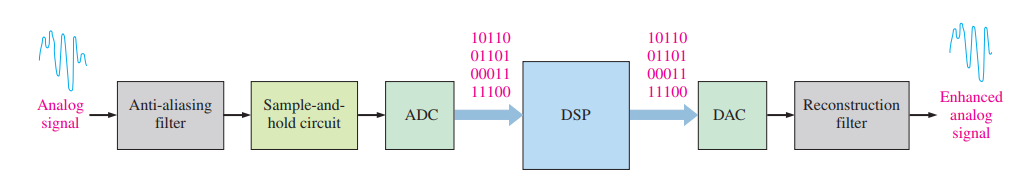 10110
01101
00011
11100
10110
01101
00011
11100
Analog
signal
Anti-aliasing
filter
Sample-and-
hold circuit
ADC
DSP
DAC
Reconstruction
filter
Enhanced
analog
signal